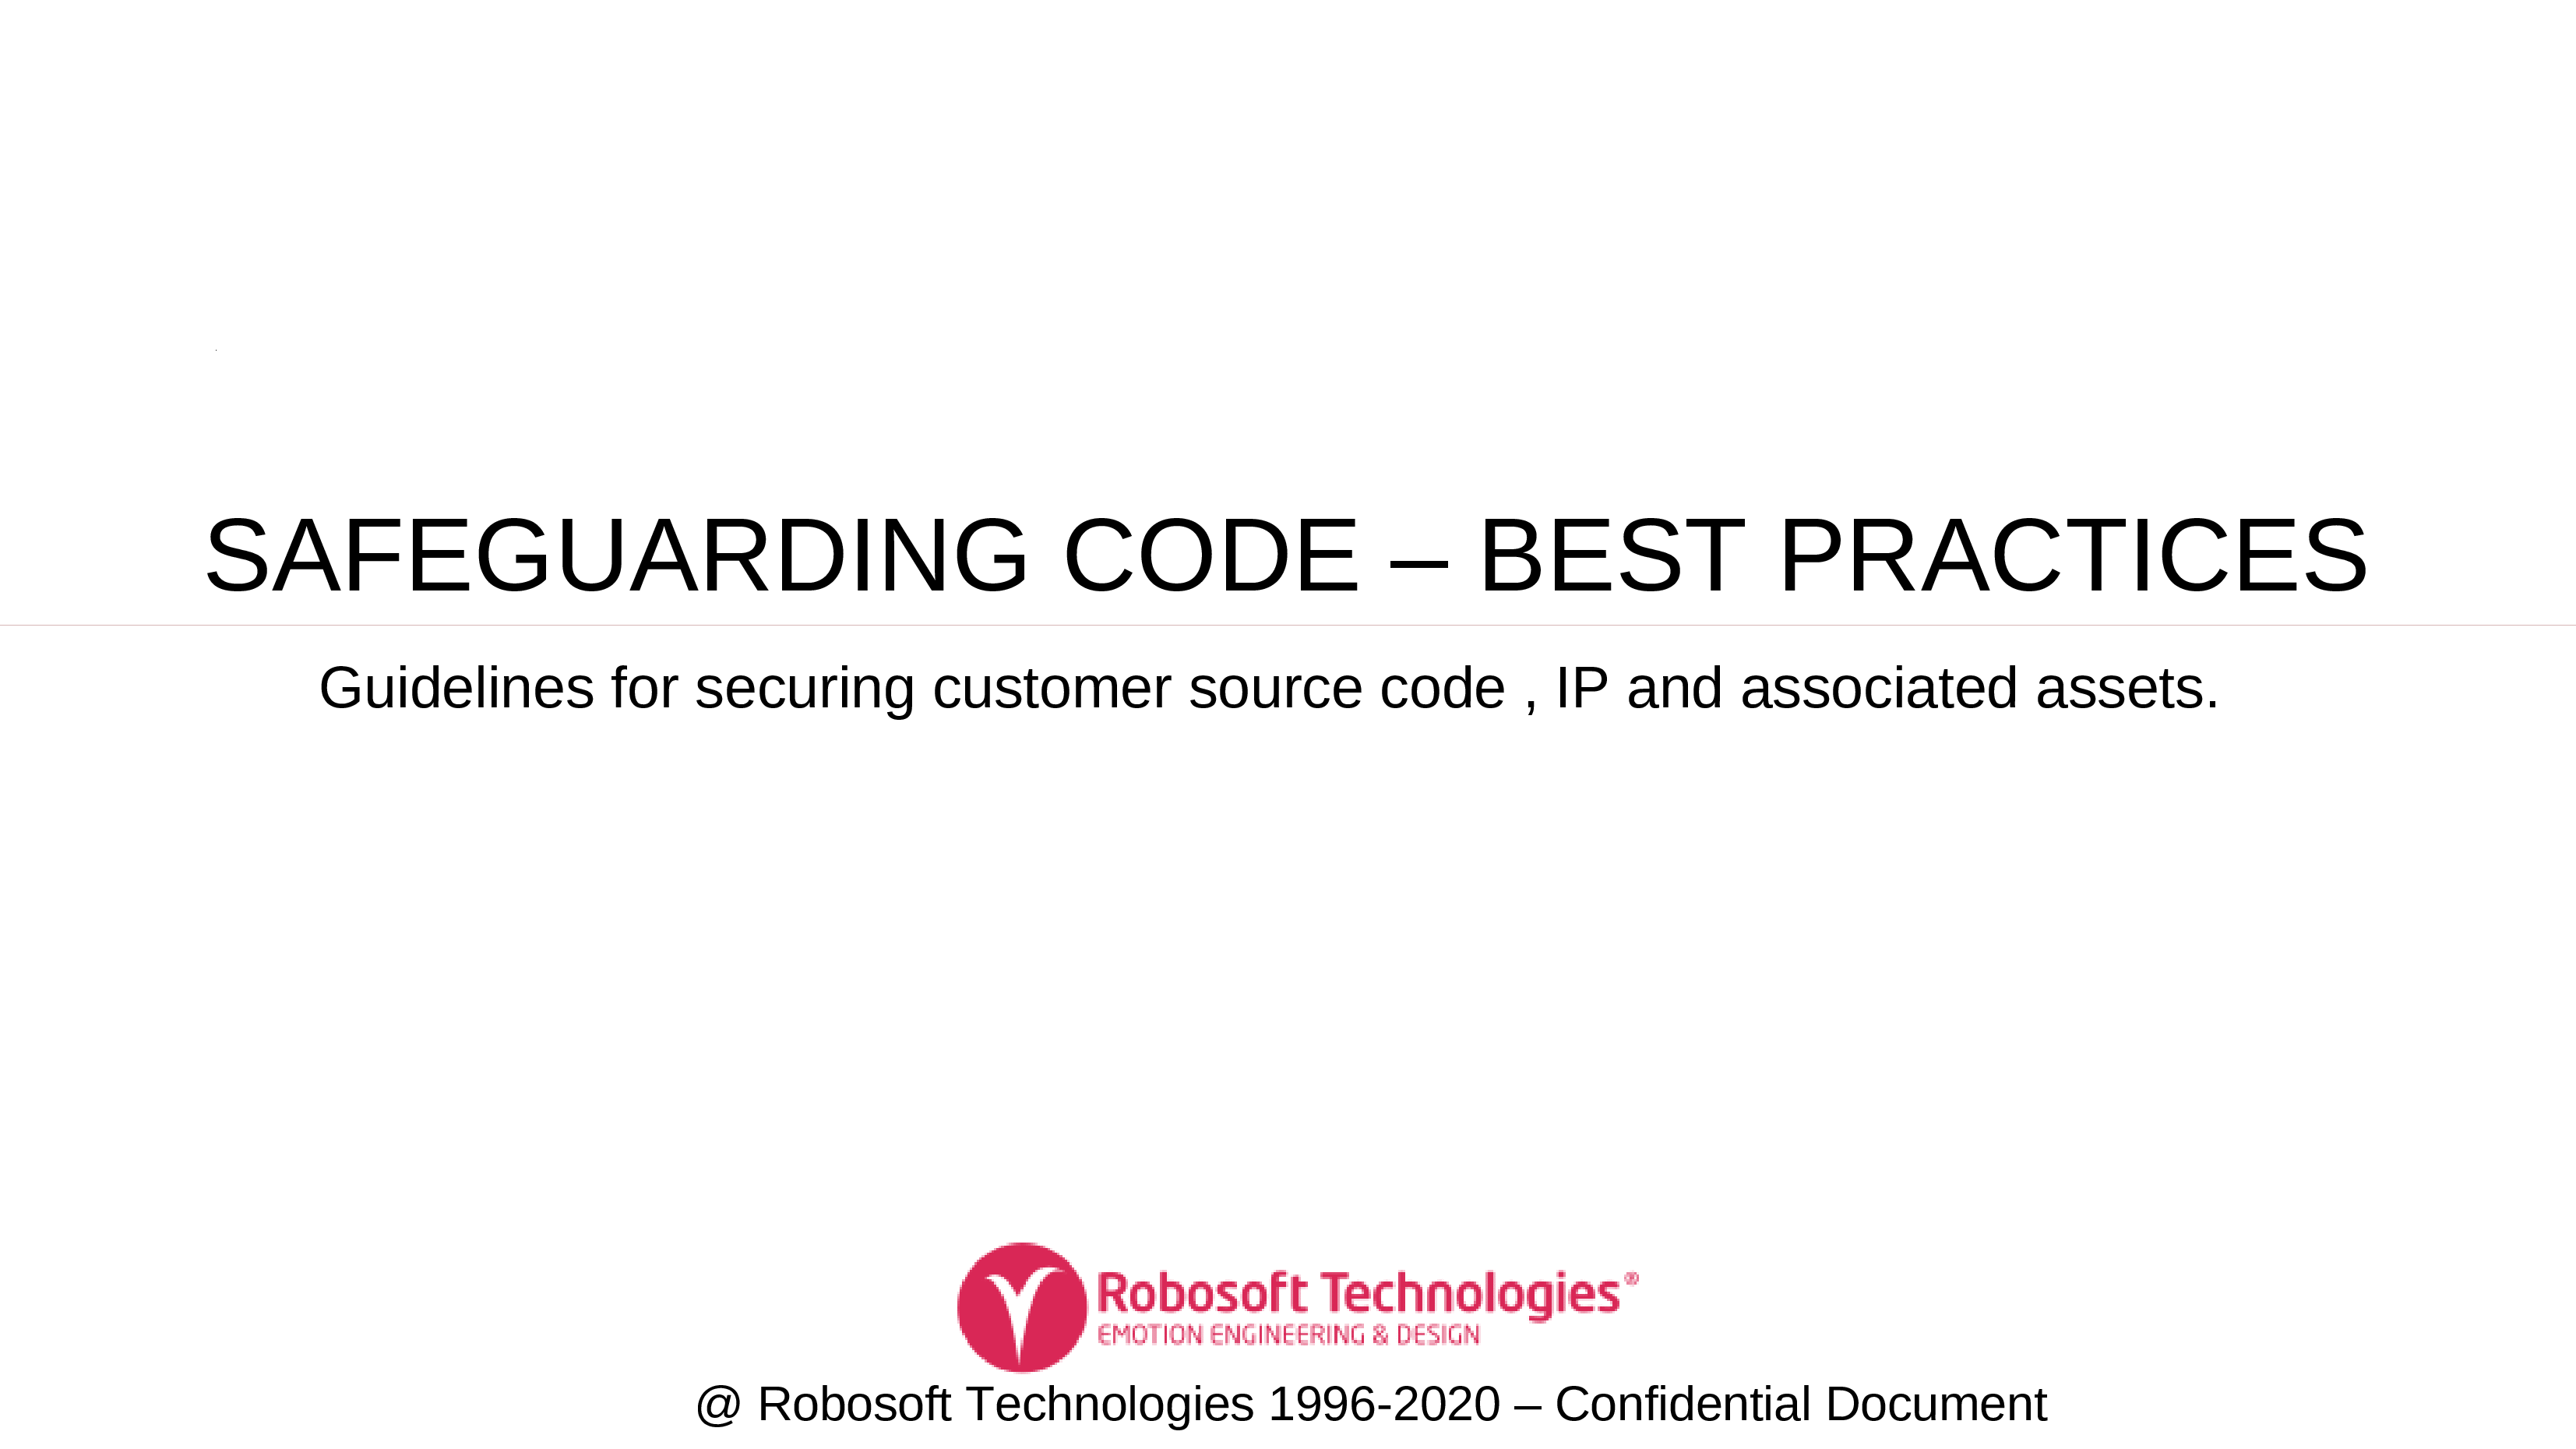 SAFEGUARDING CODE – BEST PRACTICES
Guidelines for securing customer source code , IP and associated assets.
Robosoft Technologies®
EMOTION ENGINEERING & DESIGN
@ Robosoft Technologies 1996-2020 – Confidential Document